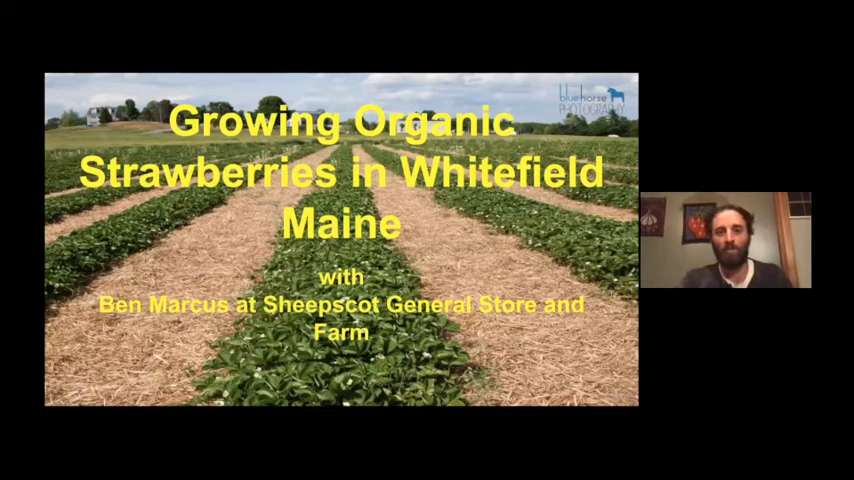 bluehorse
PHOTOGRAPHY
Growing Organic
Strawberries in Whitefield
Maine
with
Ben Marcus at Sheepscot General Store and
Farm